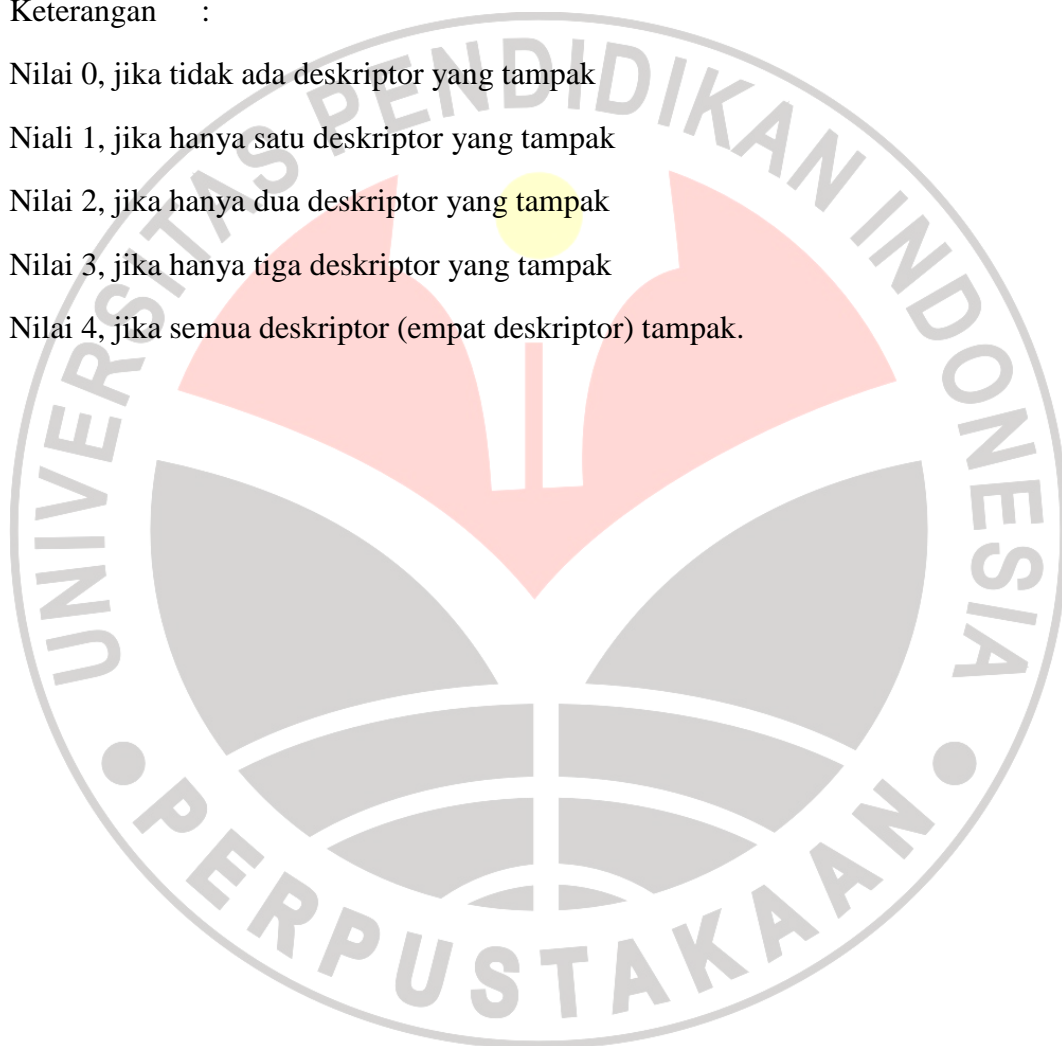 Keterangan :
Nilai 0, jika tidak ada deskriptor yang tampak
Niali 1, jika hanya satu deskriptor yang tampak
Nilai 2, jika hanya dua deskriptor yang tampak
Nilai 3, jika hanya tiga deskriptor yang tampak
Nilai 4, jika semua deskriptor (empat deskriptor) tampak.
UNIVERSITAS PENDIDIKAN INDONESIA
PERPUSTAKAAN